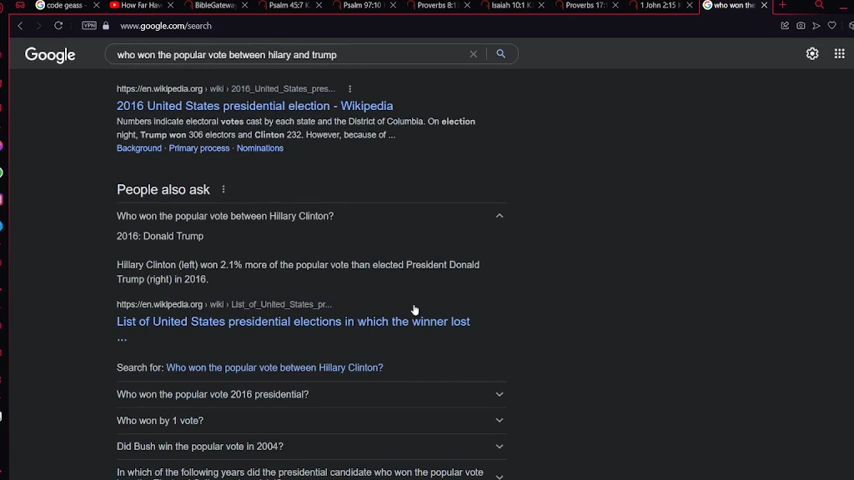 code geass -
How Far Hav
BibleGateway
Psalm 45:7 K
Psalm 97:10
Proverbs 8:1
Isaiah 10:1 K
Proverbs 17:
1 John 2:15
who won the
VPN
www.google.com/search
Google
who won the popular vote between hilary and trump
https://en.wikipedia.org › wiki › 2016_United_States_pres...
2016 United States presidential election - Wikipedia
Numbers indicate electoral votes cast by each state and the District of Columbia. On election
night, Trump won 306 electors and Clinton 232. However, because of ...
Background · Primary process · Nominations
People also ask
Who won the popular vote between Hillary Clinton?
2016: Donald Trump
Hillary Clinton (left) won 2.1% more of the popular vote than elected President Donald
Trump (right) in 2016.
https://en.wikipedia.org › wiki › List_of_United_States_pr...
List of United States presidential elections in which the winner lost
...
Search for: Who won the popular vote between Hillary Clinton?
Who won the popular vote 2016 presidential?
Who won by 1 vote?
Did Bush win the popular vote in 2004?
In which of the following years did the presidential candidate who won the popular vote